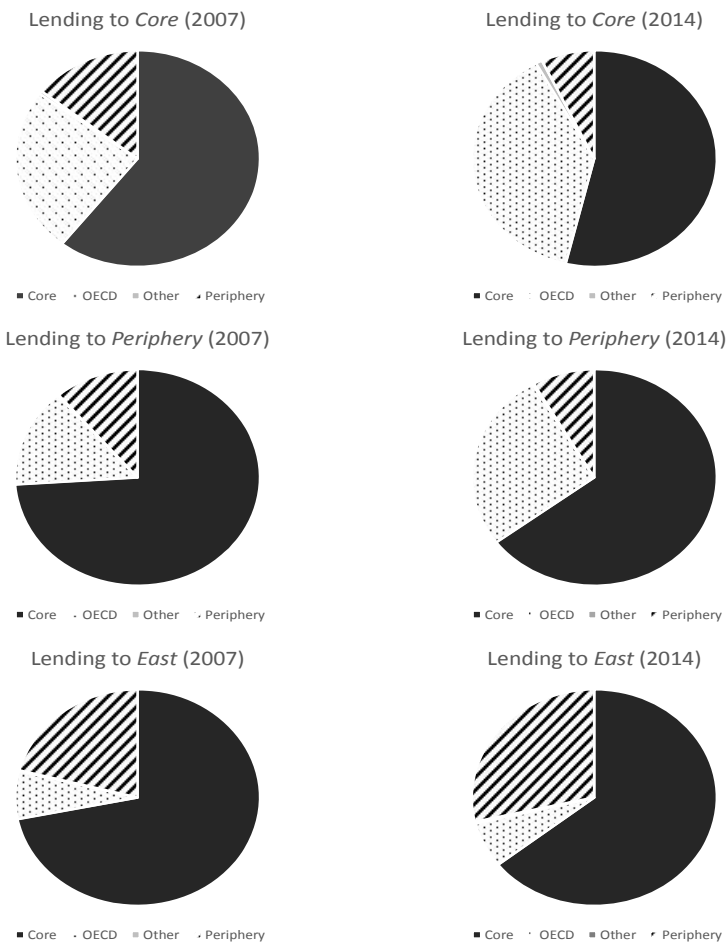 Lending to Core (2007)
Lending to Core (2014)
Core OECD Other Periphery
Core OECD Other Periphery
Lending to Periphery (2007)
Lending to Periphery (2014)
Core OECD Other Periphery
Core OECD Other Periphery
Lending to East (2007)
Lending to East (2014)
Core OECD Other Periphery
Core OECD Other Periphery